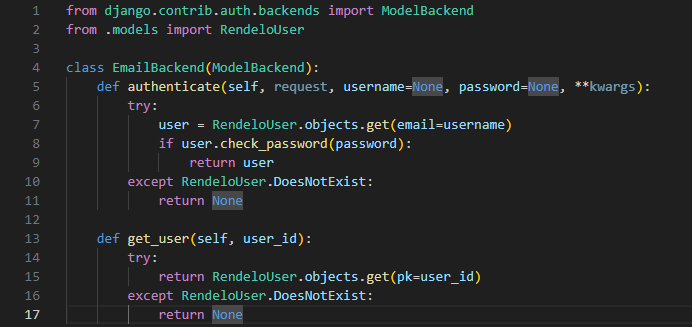 1 from django.contrib.auth.backends import ModelBackend
2 from .models import RendeloUser
3
4 class EmailBackend(ModelBackend):
5     def authenticate(self, request, username=None, password=None, **kwargs):
6         try:
7             user = RendeloUser.objects.get(email=username)
8             if user.check_password(password):
9                 return user
10         except RendeloUser.DoesNotExist:
11             return None
12
13     def get_user(self, user_id):
14         try:
15             return RendeloUser.objects.get(pk=user_id)
16         except RendeloUser.DoesNotExist:
17             return None